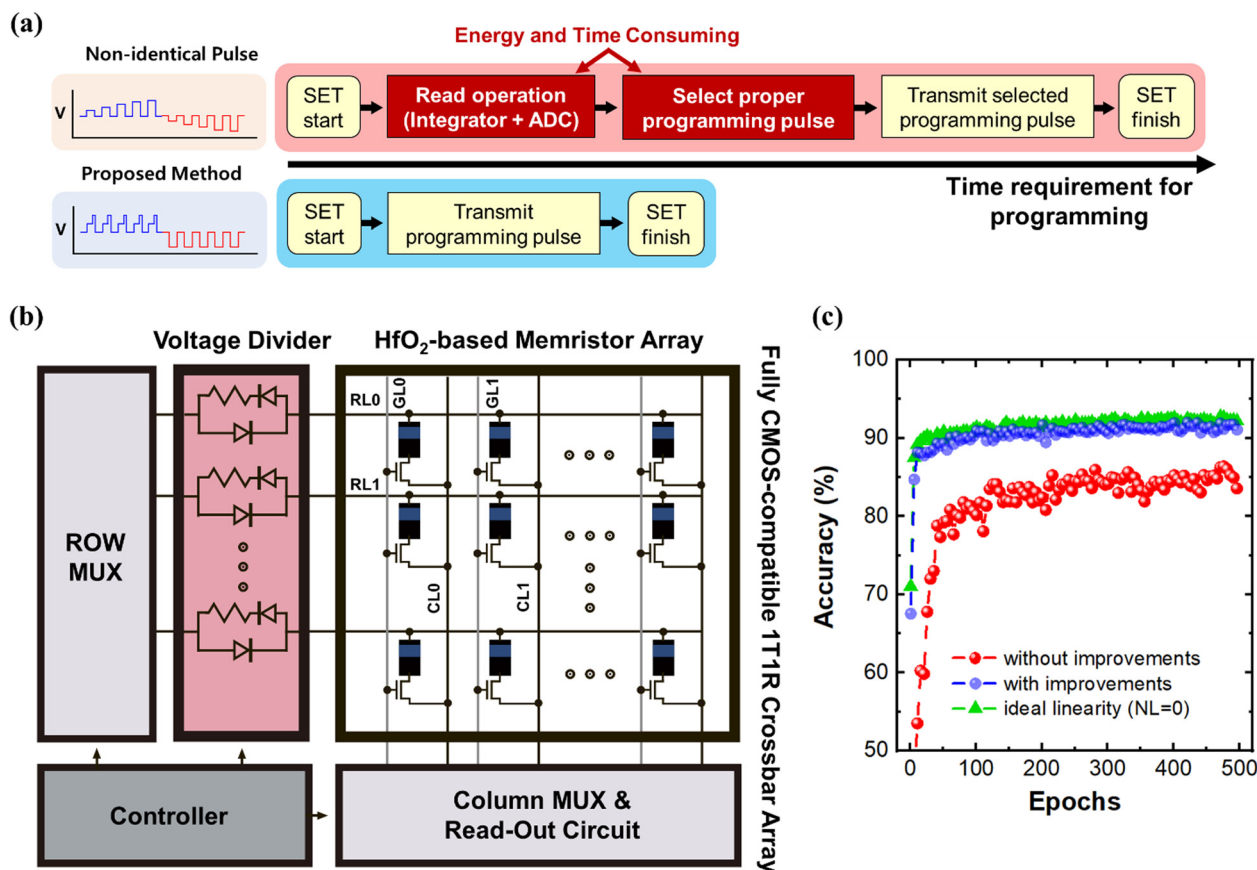 (a)
Energy and Time Consuming
Non-identical Pulse
V
SET
start
Read operation
(Integrator + ADC)
Select proper
programming pulse
Transmit selected
programming pulse
SET
finish
Time requirement for
programming
Proposed Method
V
SET
start
Transmit
programming pulse
SET
finish
(b)
Voltage Divider
HfO₂-based Memristor Array
Fully CMOS-compatible 1T1R Crossbar Array
ROW
MUX
RL0
GL0
GL1
RL1
CL0
CL1
Controller
Column MUX &
Read-Out Circuit
(c)
100
90
80
70
60
50
Accuracy (%)
without improvements
with improvements
ideal linearity (NL=0)
0
100
200
300
400
500
Epochs